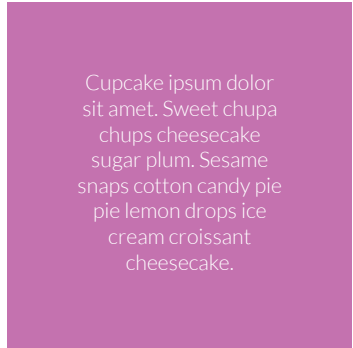 Cupcake ipsum dolor
sit amet. Sweet chupa
chups cheesecake
sugar plum. Sesame
snaps cotton candy pie
pie lemon drops ice
cream croissant
cheesecake.